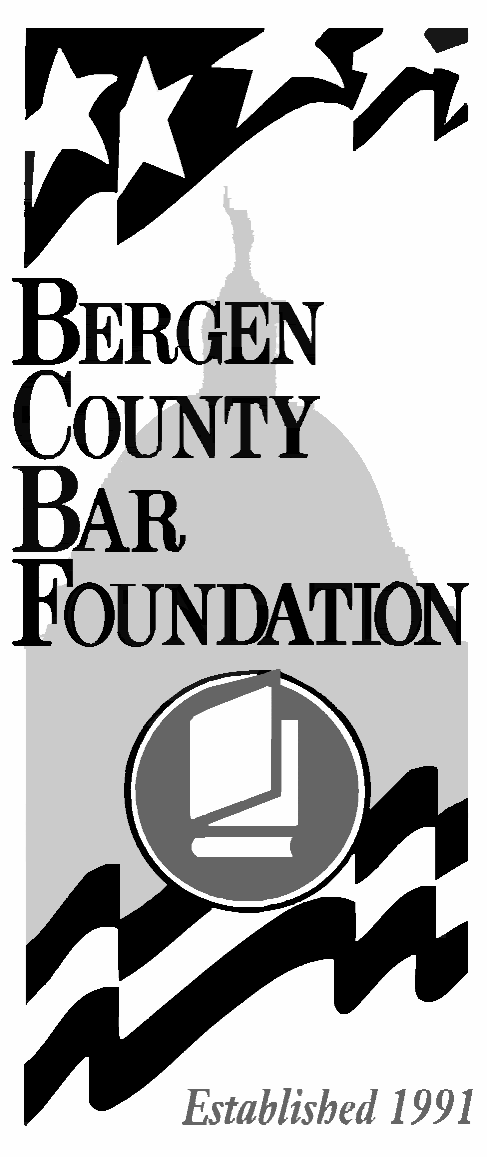 BERGEN
COUNTY
BAR
FOUNDATION
Established 1991